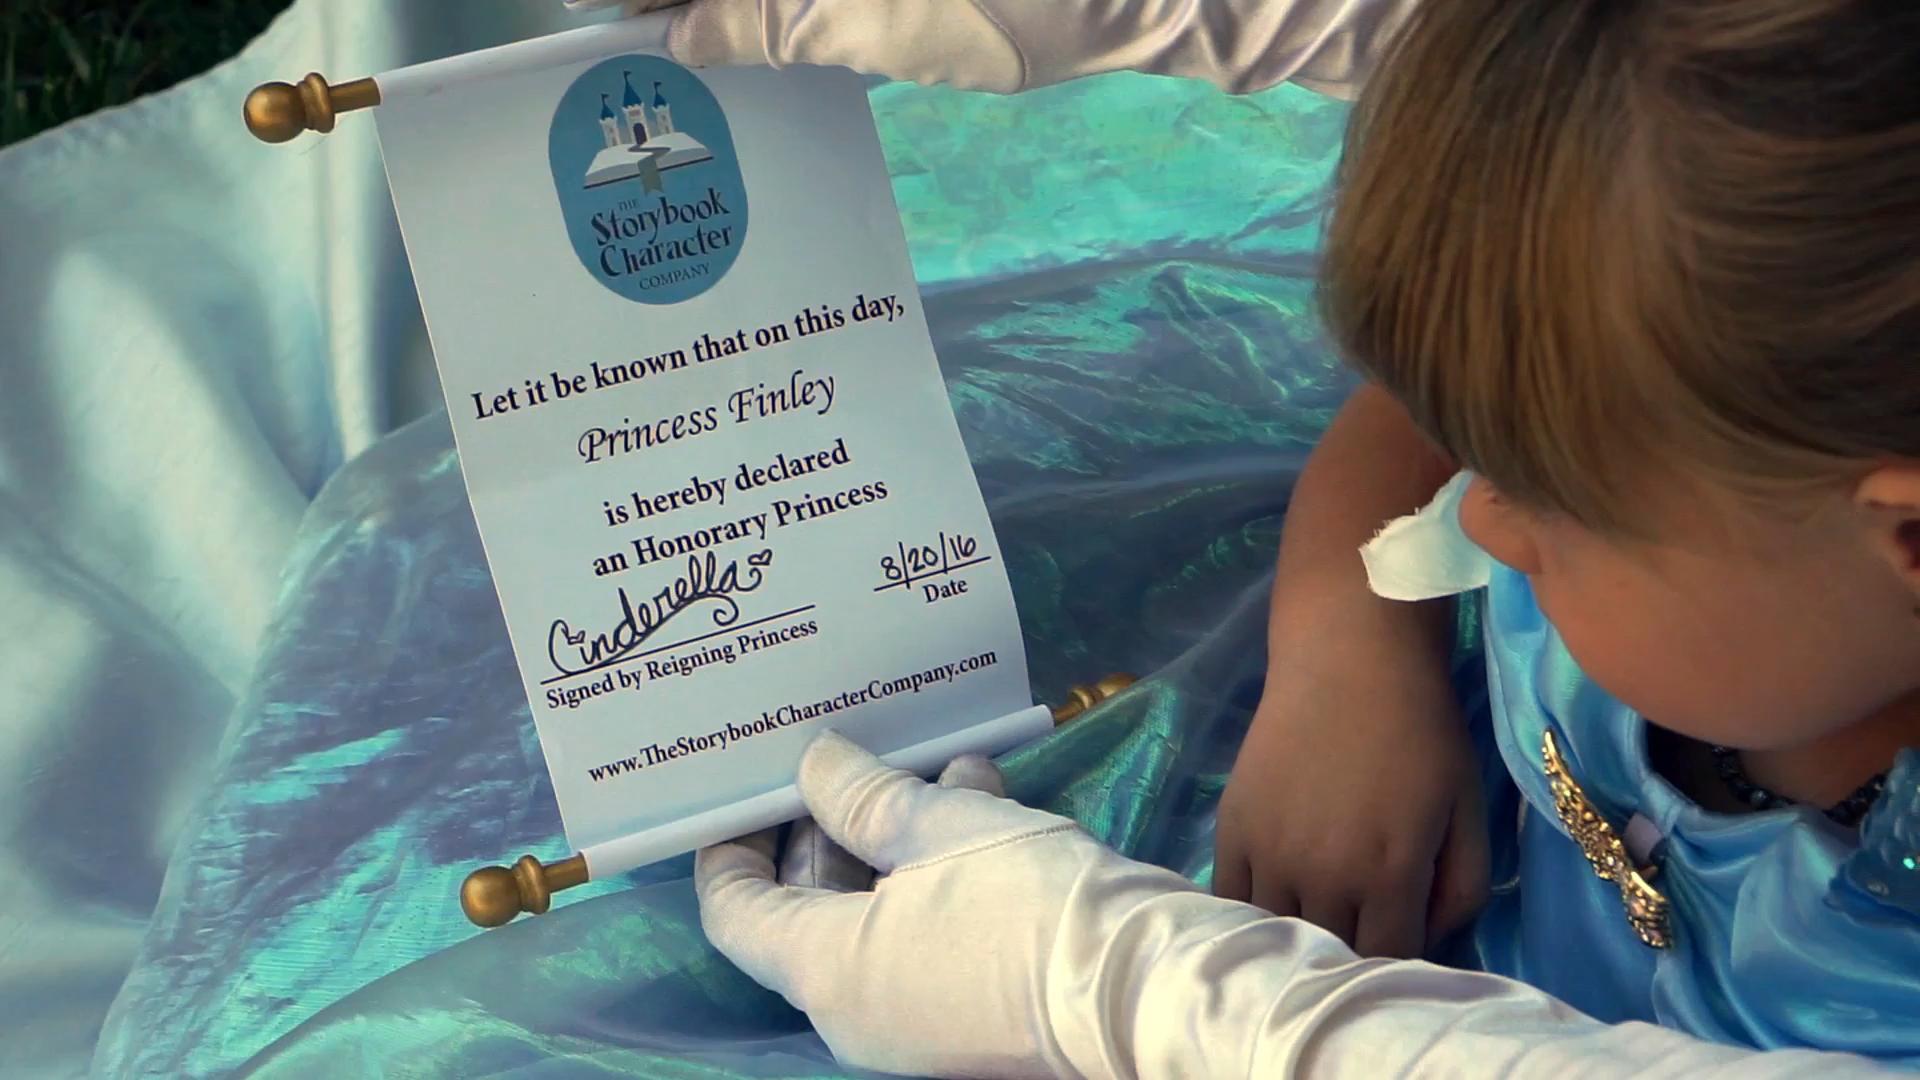 THE
Storybook
Character
COMPANY
Let it be known that on this day,
Princess Finley
is hereby declared
an Honorary Princess
Cinderella
8/20/16
Signed by Reigning Princess
Date
www.TheStorybookCharacterCompany.com